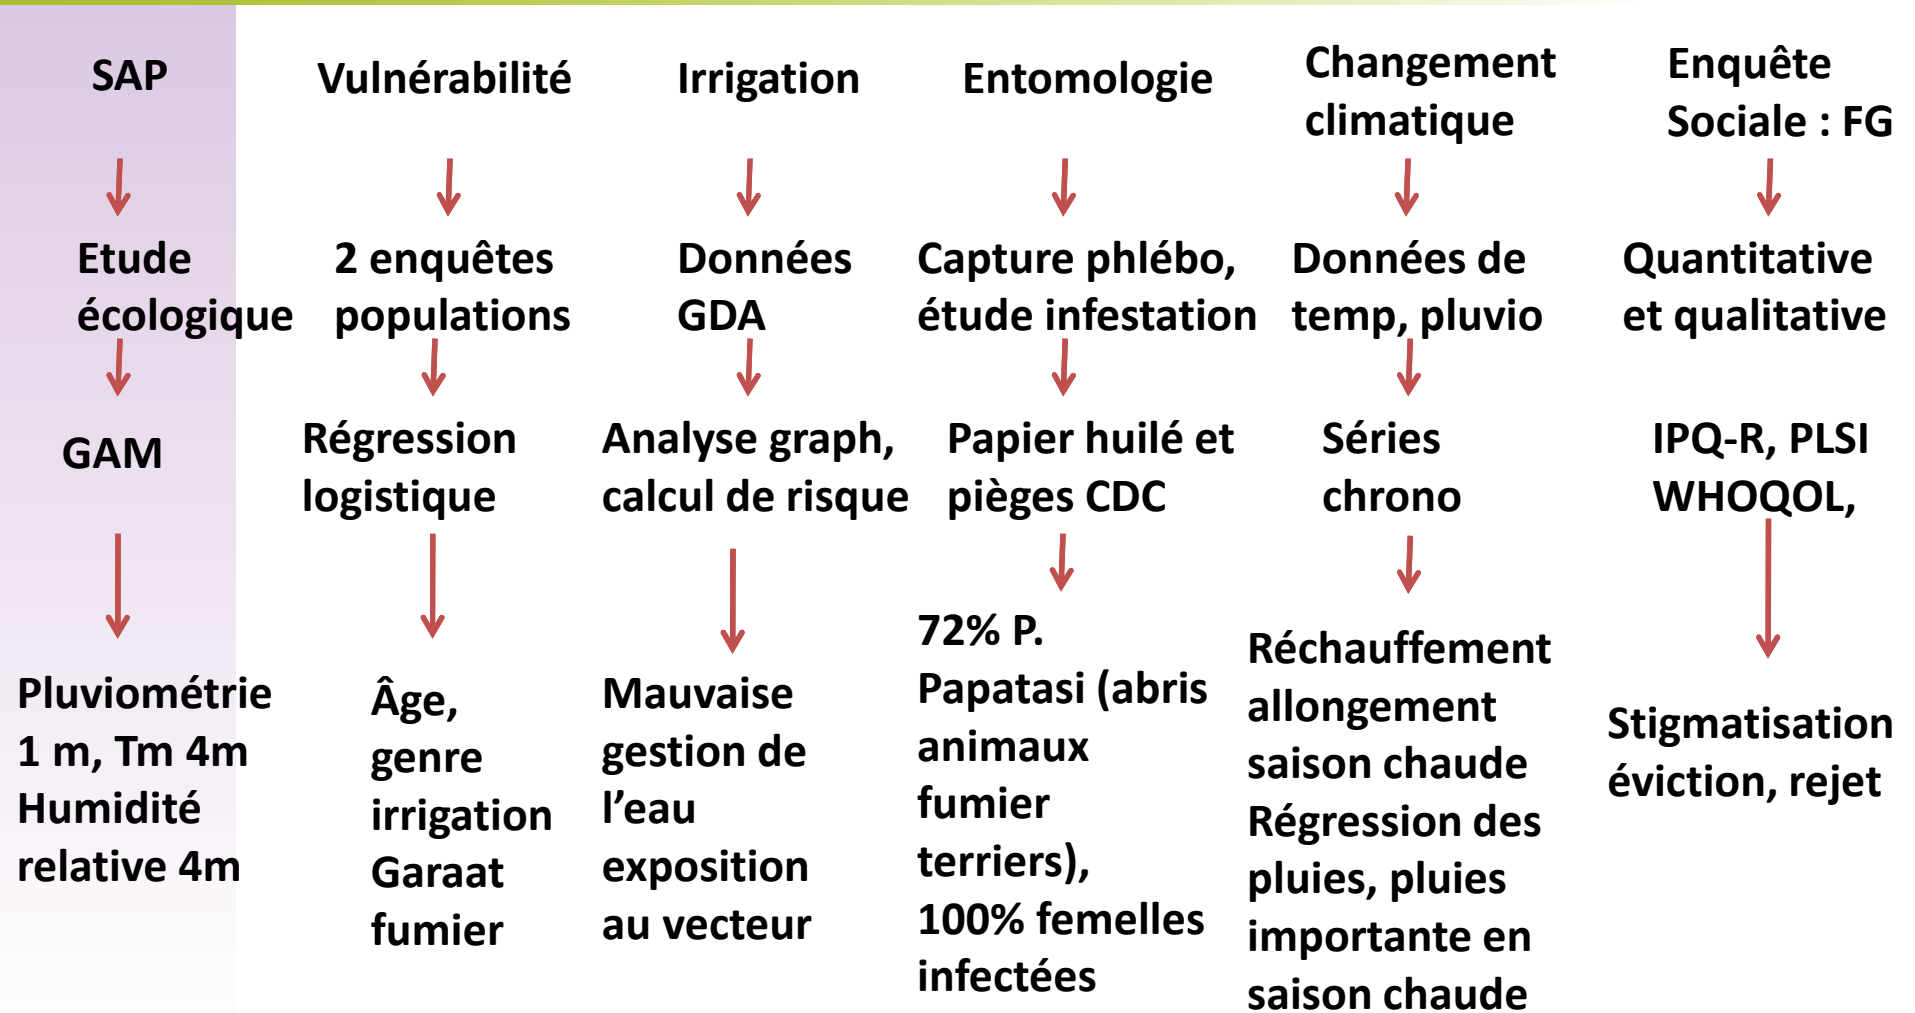 SAP
Vulnérabilité
Irrigation
Entomologie
Changement
climatique
Enquête
Sociale : FG
Etude
écologique
2 enquêtes
populations
Données
GDA
Capture phlébo,
étude infestation
Données de
temp, pluvio
Quantitative
et qualitative
GAM
Régression
logistique
Analyse graph,
calcul de risque
Papier huilé et
pièges CDC
Séries
chrono
IPQ-R, PLSI
WHOQOL,
Pluviométrie
1 m, Tm 4m
Humidité
relative 4m
Âge,
genre
irrigation
Garaat
fumier
Mauvaise
gestion de
l’eau
exposition
au vecteur
72% P.
Papatasi (abris
animaux
fumier
terriers),
100% femelles
infectées
Réchauffement
allongement
saison chaude
Régression des
pluies, pluies
importante en
saison chaude
Stigmatisation
éviction, rejet